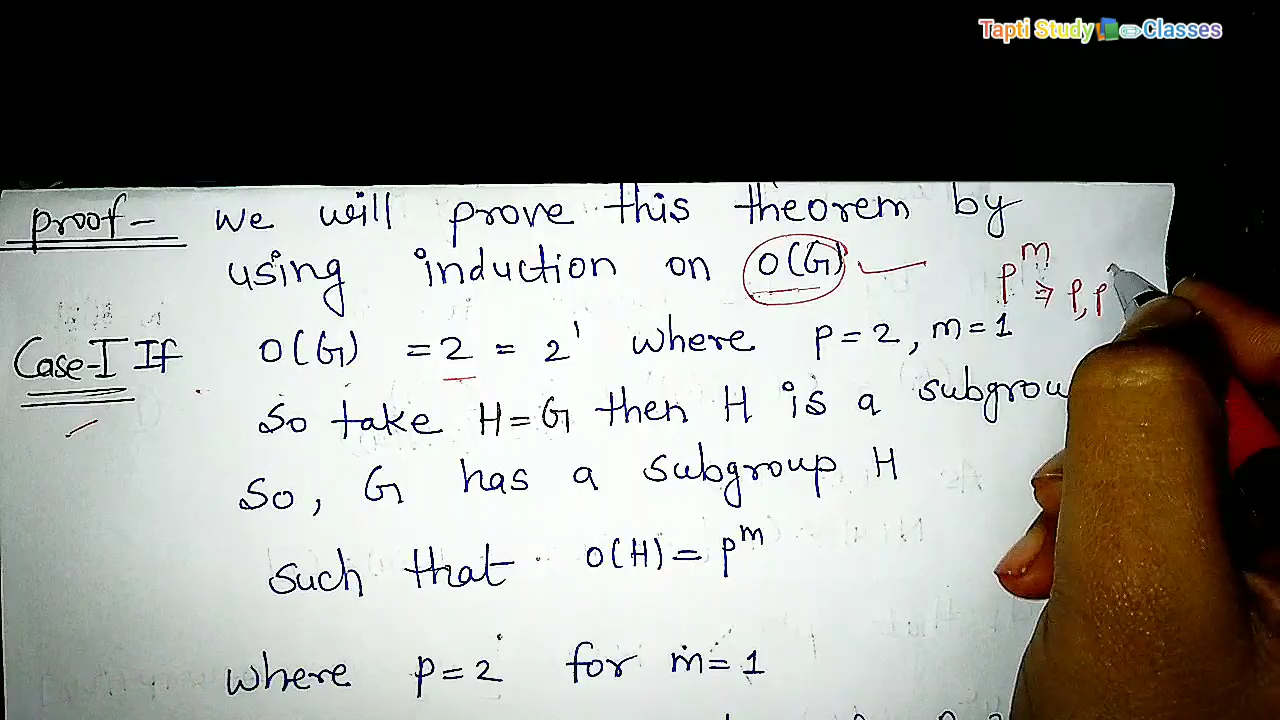 Tapti Study Classes
Proof- we will prove this theorem by
using induction on O(G)
p^m
⇒ p, p
Case-I If O(G) = 2 = 2^1 where p=2, m=1
So take H=G then H is a subgrou
So, G has a subgroup H
such that O(H) = p^m
where p=2 for m=1